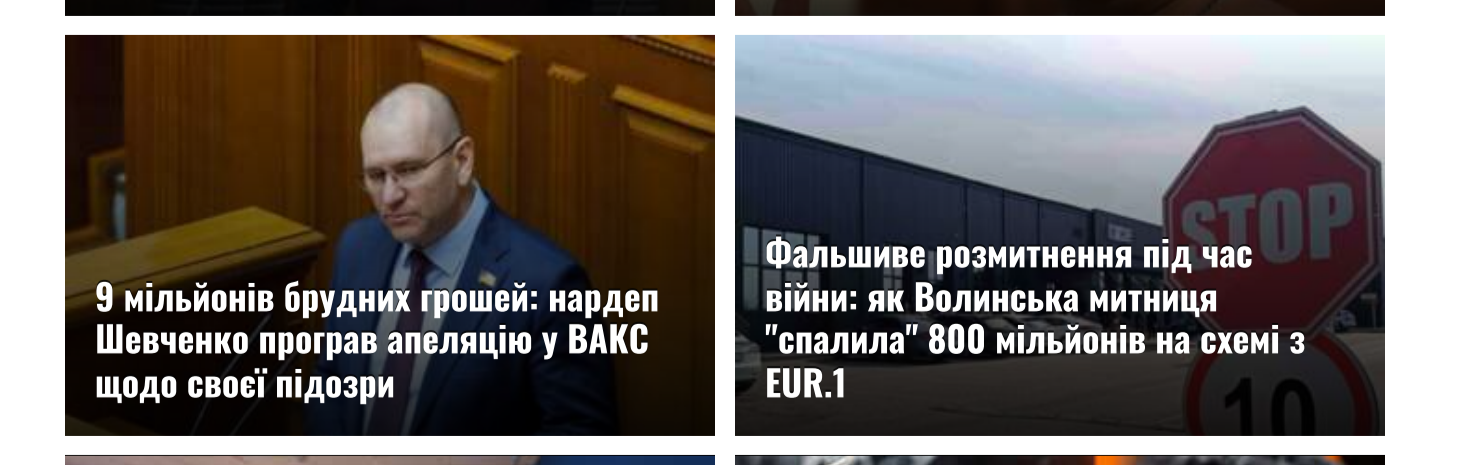 9 мільйонів брудних грошей: нардеп
Шевченко програв апеляцію у ВАКС
щодо своєї підозри
STOP
Фальшиве розмитнення під час
війни: як Волинська митниця
"спалила" 800 мільйонів на схемі з
EUR.1
10